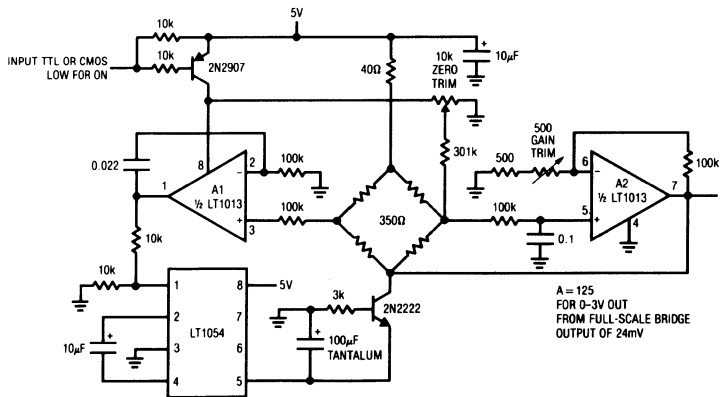 5V
10k
10k
INPUT TTL OR CMOS
LOW FOR ON
2N2907
40Ω
10k
ZERO
TRIM
+
10μF
0.022
8
2
−
100k
1
A1
½ LT1013
+
3
100k
301k
350Ω
500
GAIN
TRIM
500
100k
6
−
A2
½ LT1013
7
5
+
4
100k
0.1
10k
10k
1
8
5V
2
7
LT1054
3
6
4
5
+
10μF
3k
2N2222
+
100μF
TANTALUM
A = 125
FOR 0–3V OUT
FROM FULL-SCALE BRIDGE
OUTPUT OF 24mV